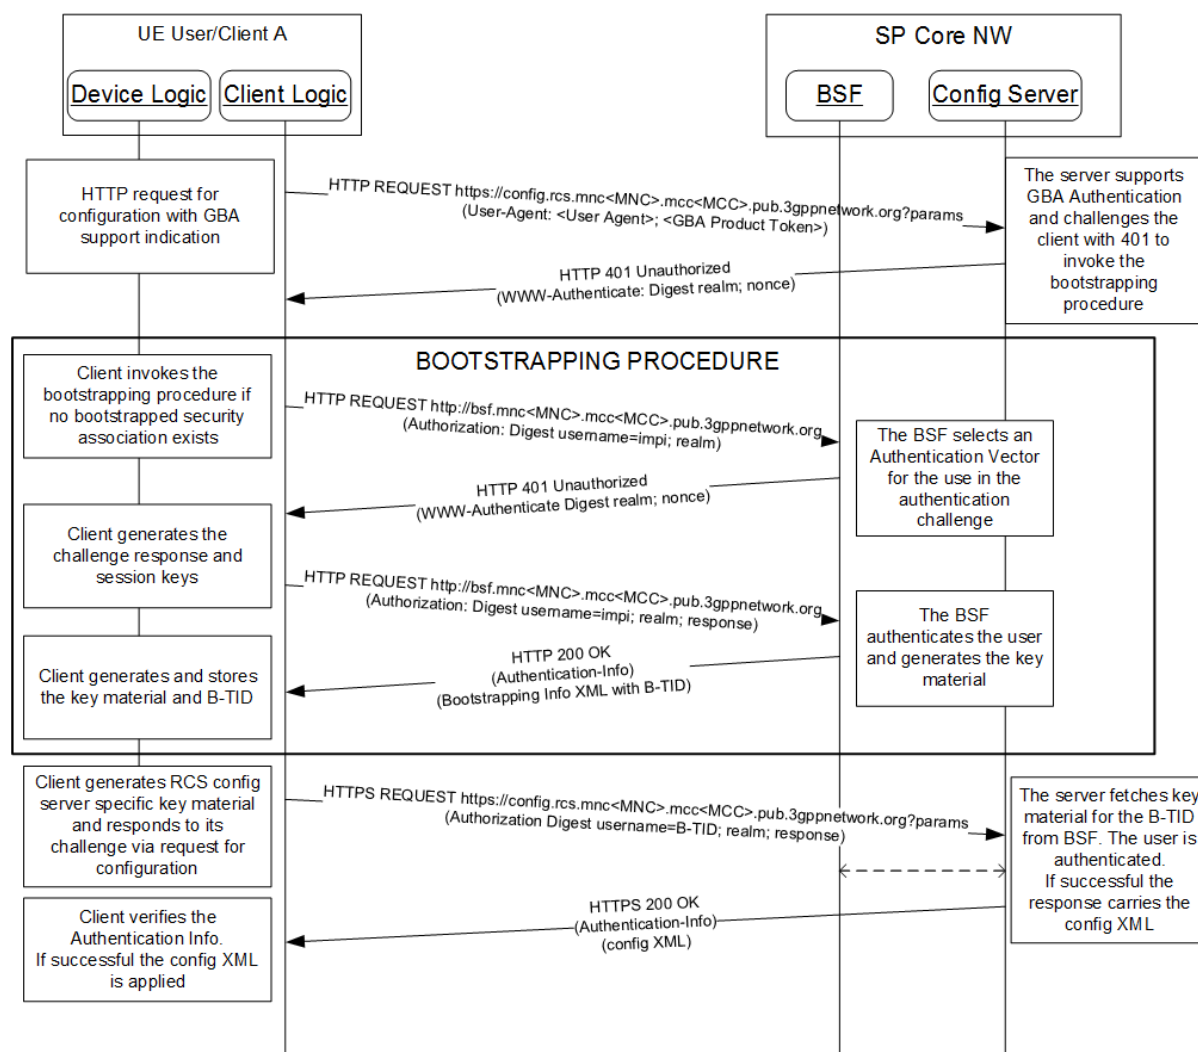 UE User/Client A
SP Core NW
Device Logic
Client Logic
BSF
Config Server
HTTP request for
configuration with GBA
support indication
HTTP REQUEST https://config.rcs.mnc<MNC>.mcc<MCC>.pub.3gppnetwork.org?params
(User-Agent: <User Agent>; <GBA Product Token>)
The server supports
GBA Authentication
and challenges the
client with 401 to
invoke the
bootstrapping
procedure
HTTP 401 Unauthorized
(WWW-Authenticate: Digest realm; nonce)
BOOTSTRAPPING PROCEDURE
Client invokes the
bootstrapping procedure if
no bootstrapped security
association exists
HTTP REQUEST http://bsf.mnc<MNC>.mcc<MCC>.pub.3gppnetwork.org
(Authorization: Digest username=impi; realm)
The BSF selects an
Authentication Vector
for the use in the
authentication
challenge
HTTP 401 Unauthorized
(WWW-Authenticate Digest realm; nonce)
Client generates the
challenge response and
session keys
HTTP REQUEST http://bsf.mnc<MNC>.mcc<MCC>.pub.3gppnetwork.org
(Authorization: Digest username=impi; realm; response)
The BSF
authenticates the user
and generates the key
material
HTTP 200 OK
(Authentication-Info)
(Bootstrapping Info XML with B-TID)
Client generates and stores
the key material and B-TID
Client generates RCS config
server specific key material
and responds to its
challenge via request for
configuration
HTTPS REQUEST https://config.rcs.mnc<MNC>.mcc<MCC>.pub.3gppnetwork.org?params
(Authorization Digest username=B-TID; realm; response)
The server fetches key
material for the B-TID
from BSF. The user is
authenticated.
If successful the
response carries the
config XML
HTTPS 200 OK
(Authentication-Info)
(config XML)
Client verifies the
Authentication Info.
If successful the config XML
is applied